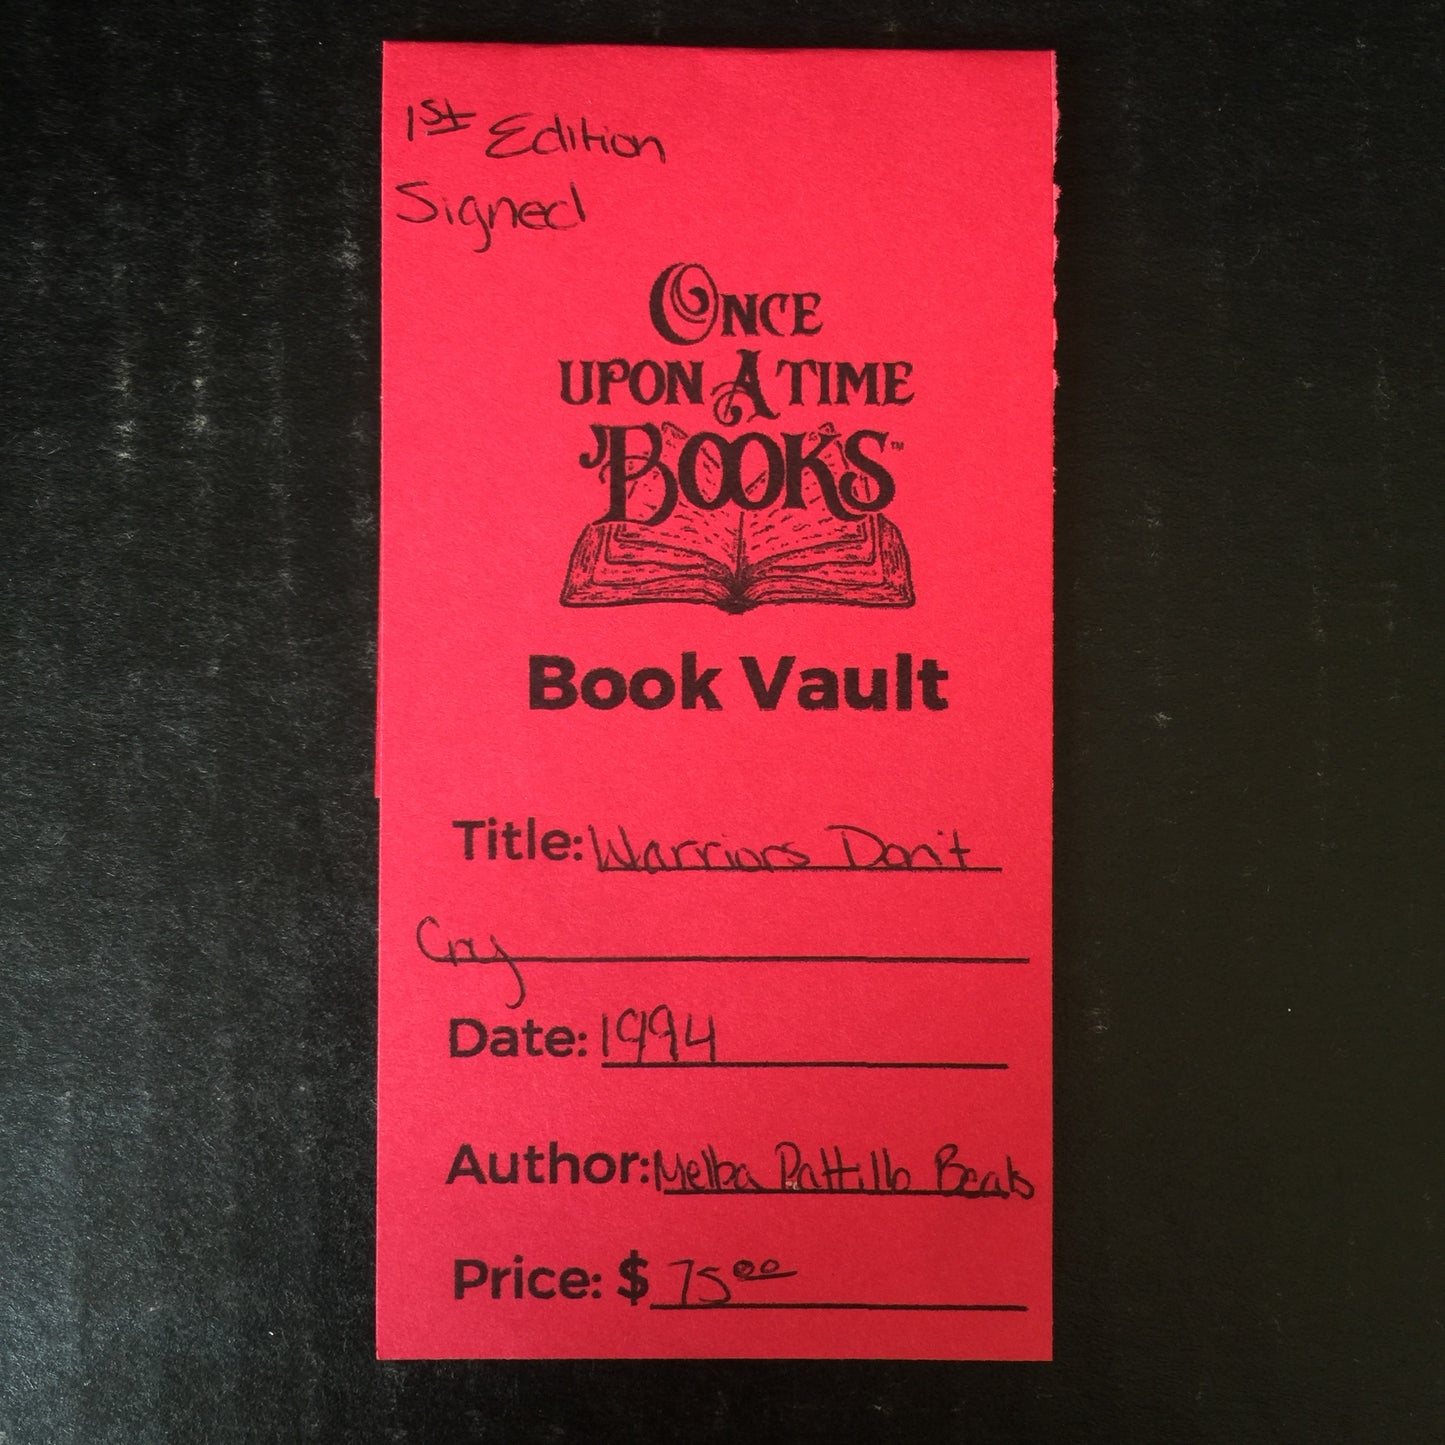 1st Edition
Signed
ONCE
UPON A TIME
BOOKS™
Book Vault
Title: Warriors Don't
Cry
Date: 1994
Author: Melba Pattillo Beals
Price: $ 75.00